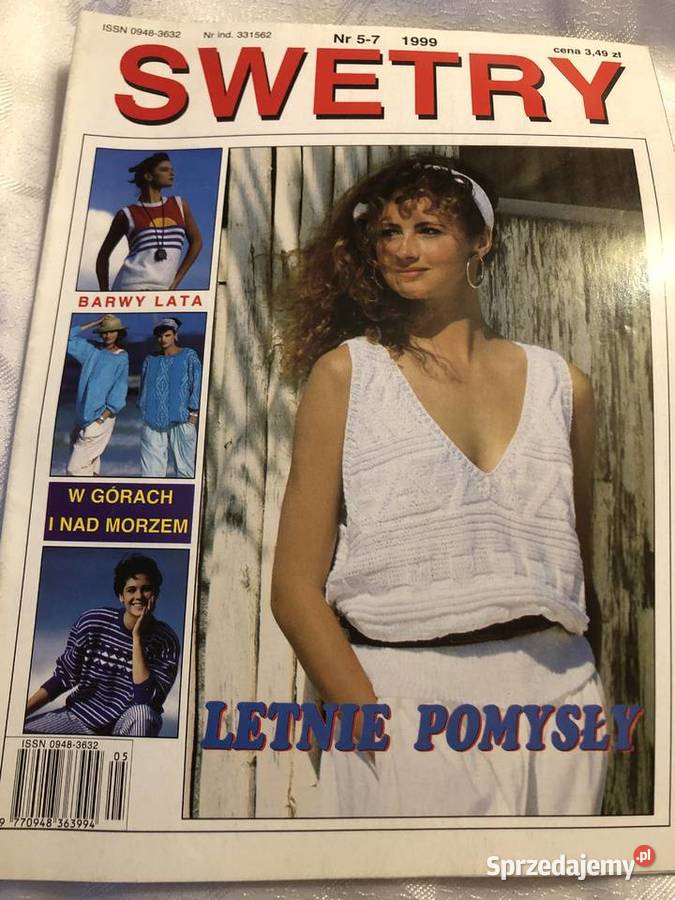 ISSN 0948-3632 Nr ind. 331562 Nr 5-7 1999
cena 3,49 zł
SWETRY
BARWY LATA
W GÓRACH
I NAD MORZEM
LETNIE POMYSŁY
ISSN 0948-3632
05
9 770948 363994
Sprzedajemy.pl